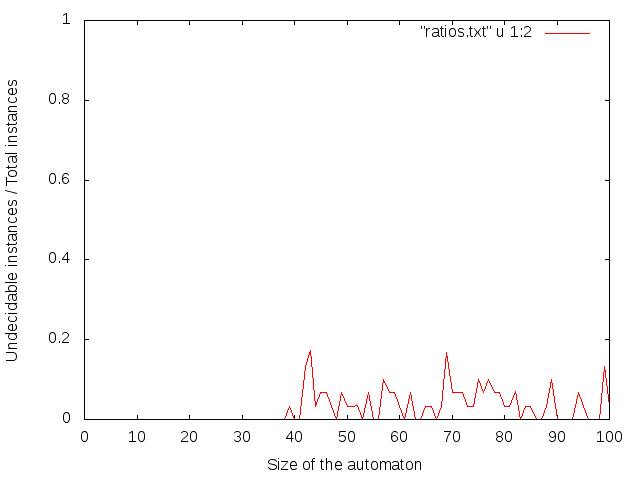 "ratios.txt" u 1:2
Undecidable instances / Total instances
1
0.8
0.6
0.4
0.2
0
0 10 20 30 40 50 60 70 80 90 100
Size of the automaton